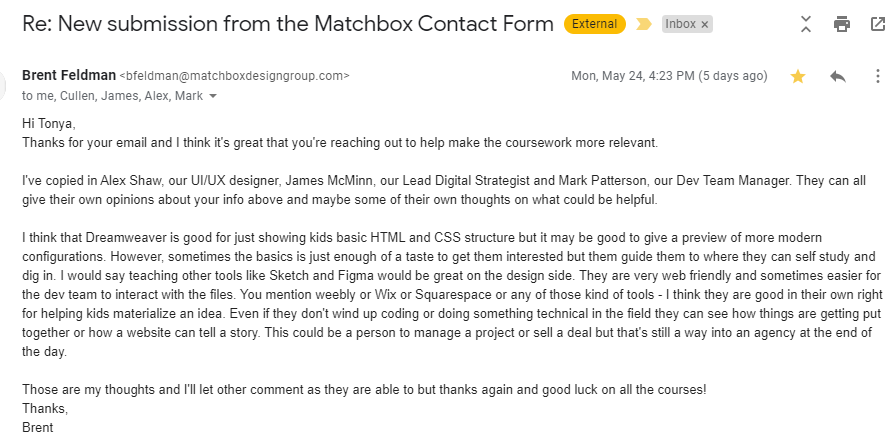 Re: New submission from the Matchbox Contact Form External Inbox ×
Brent Feldman <bfeldman@matchboxdesigngroup.com> Mon, May 24, 4:23 PM (5 days ago)
to me, Cullen, James, Alex, Mark
Hi Tonya,
Thanks for your email and I think it's great that you're reaching out to help make the coursework more relevant.
I've copied in Alex Shaw, our UI/UX designer, James McMinn, our Lead Digital Strategist and Mark Patterson, our Dev Team Manager. They can all
give their own opinions about your info above and maybe some of their own thoughts on what could be helpful.
I think that Dreamweaver is good for just showing kids basic HTML and CSS structure but it may be good to give a preview of more modern
configurations. However, sometimes the basics is just enough of a taste to get them interested but them guide them to where they can self study and
dig in. I would say teaching other tools like Sketch and Figma would be great on the design side. They are very web friendly and sometimes easier for
the dev team to interact with the files. You mention weebly or Wix or Squarespace or any of those kind of tools - I think they are good in their own right
for helping kids materialize an idea. Even if they don't wind up coding or doing something technical in the field they can see how things are getting put
together or how a website can tell a story. This could be a person to manage a project or sell a deal but that's still a way into an agency at the end of
the day.
Those are my thoughts and I'll let other comment as they are able to but thanks again and good luck on all the courses!
Thanks,
Brent